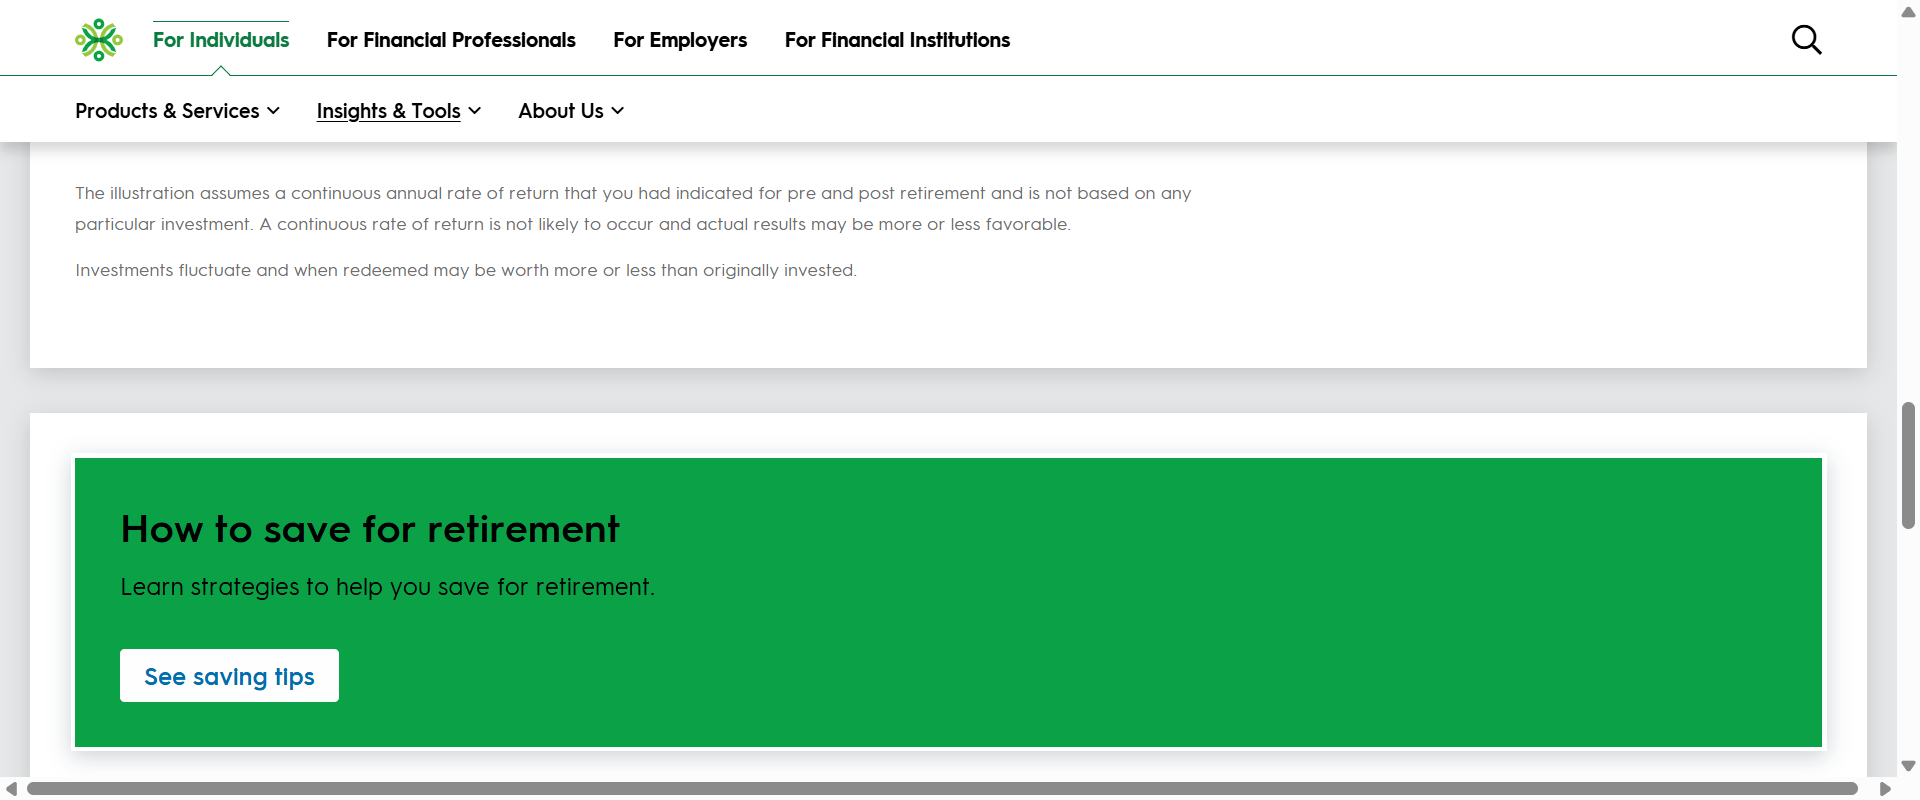 For Individuals For Financial Professionals For Employers For Financial Institutions
Products & Services Insights & Tools About Us
The illustration assumes a continuous annual rate of return that you had indicated for pre and post retirement and is not based on any
particular investment. A continuous rate of return is not likely to occur and actual results may be more or less favorable.
Investments fluctuate and when redeemed may be worth more or less than originally invested.
How to save for retirement
Learn strategies to help you save for retirement.
See saving tips